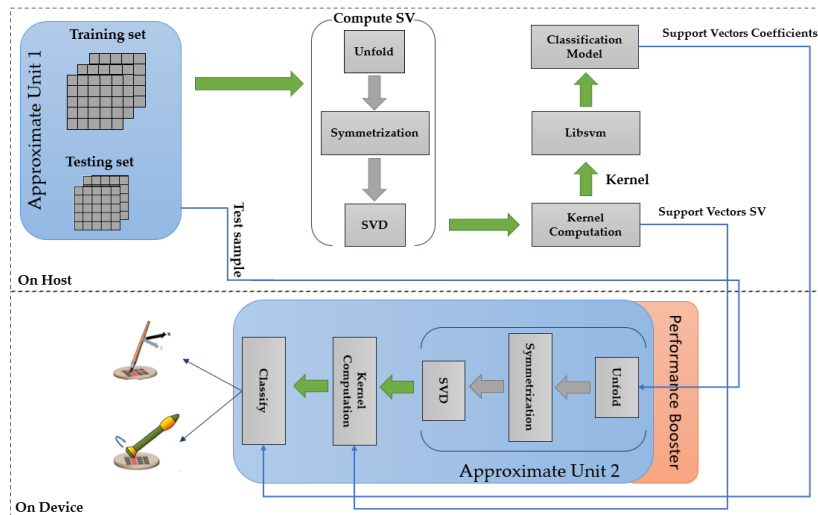 Compute SV
Training set
Approximate Unit 1
Testing set
Unfold
Symmetrization
SVD
Classification
Model
Libsvm
Kernel
Kernel
Computation
Support Vectors Coefficients
Support Vectors SV
Test sample
On Host
Classify
Kernel
Computation
SVD
Symmetrization
Unfold
Performance Booster
Approximate Unit 2
On Device